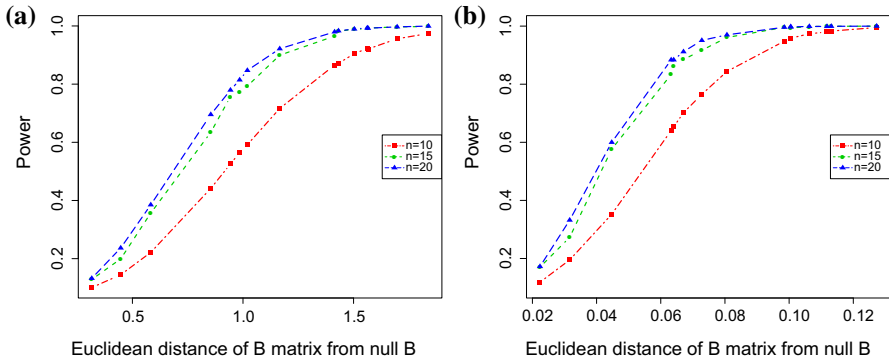 (a)
Power
1.0
0.8
0.6
0.4
0.2
n=10
n=15
n=20
0.5
1.0
1.5
Euclidean distance of B matrix from null B
(b)
Power
1.0
0.8
0.6
0.4
0.2
n=10
n=15
n=20
0.02
0.04
0.06
0.08
0.10
0.12
Euclidean distance of B matrix from null B